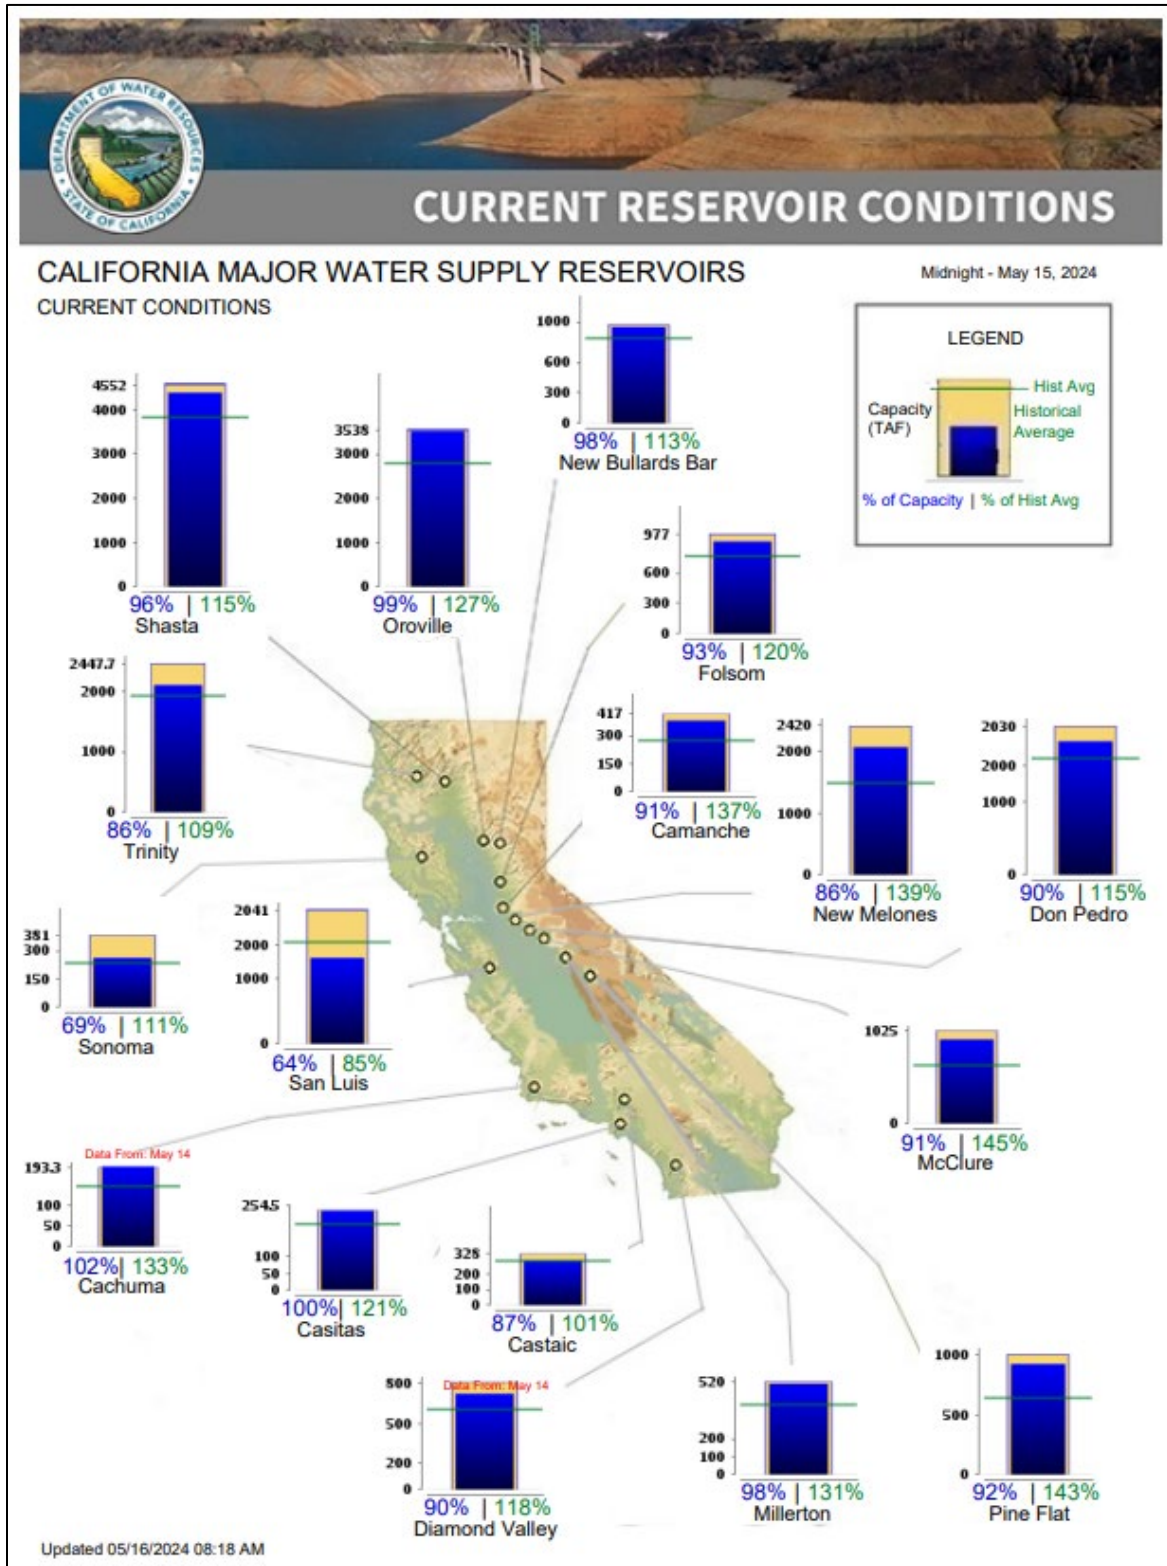 DEPARTMENT OF WATER RESOURCES
STATE OF CALIFORNIA
CURRENT RESERVOIR CONDITIONS
CALIFORNIA MAJOR WATER SUPPLY RESERVOIRS
Midnight - May 15, 2024
CURRENT CONDITIONS
LEGEND
Hist Avg
Capacity
(TAF)
Historical
Average
% of Capacity | % of Hist Avg
1000
600
300
0
98% | 113%
New Bullards Bar
4552
4000
3000
2000
1000
0
96% | 115%
Shasta
3538
3000
2000
1000
0
99% | 127%
Oroville
977
600
300
0
93% | 120%
Folsom
2447.7
2000
1000
0
86% | 109%
Trinity
417
300
150
0
91% | 137%
Camanche
2420
2000
1000
0
86% | 139%
New Melones
2030
2000
1000
0
90% | 115%
Don Pedro
381
300
150
0
69% | 111%
Sonoma
2041
2000
1000
0
64% | 85%
San Luis
1025
0
91% | 145%
McClure
Data From: May 14
193.3
100
50
0
102% | 133%
Cachuma
254.5
100
50
0
100% | 121%
Casitas
328
200
100
0
87% | 101%
Castaic
Data From: May 14
800
500
200
0
90% | 118%
Diamond Valley
520
200
100
0
98% | 131%
Millerton
1000
500
0
92% | 143%
Pine Flat
Updated 05/16/2024 08:18 AM